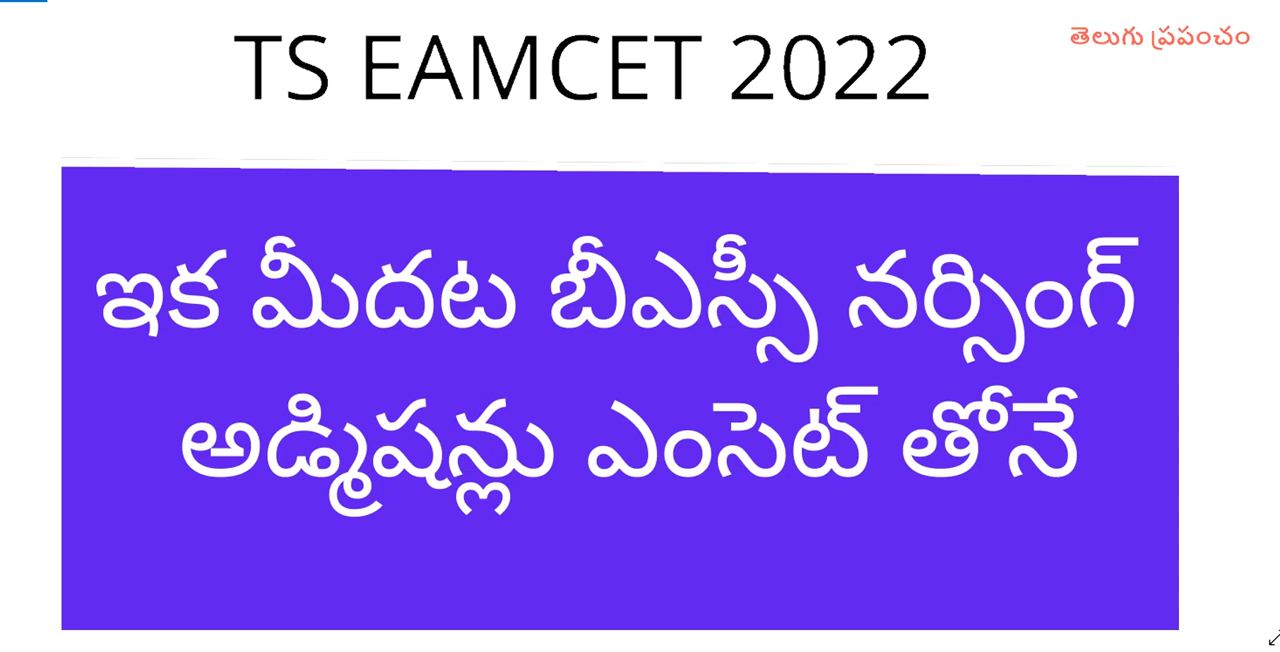 TS EAMCET 2022
తెలుగు ప్రపంచం
ఇక మీదట బీఎస్సీ నర్సింగ్
అడ్మిషన్లు ఎంసెట్ తోనే